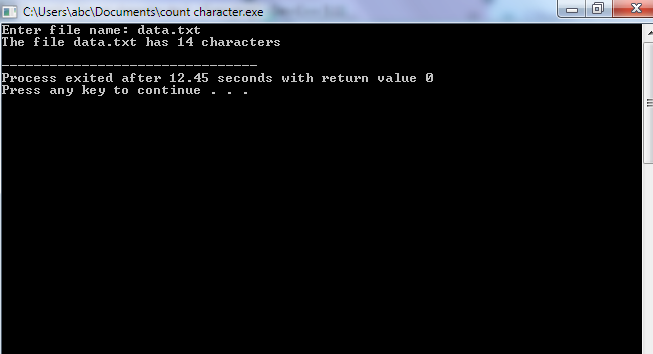 C:\Users\abc\Documents\count character.exe
Enter file name: data.txt
The file data.txt has 14 characters
--------------------------------
Process exited after 12.45 seconds with return value 0
Press any key to continue . . .